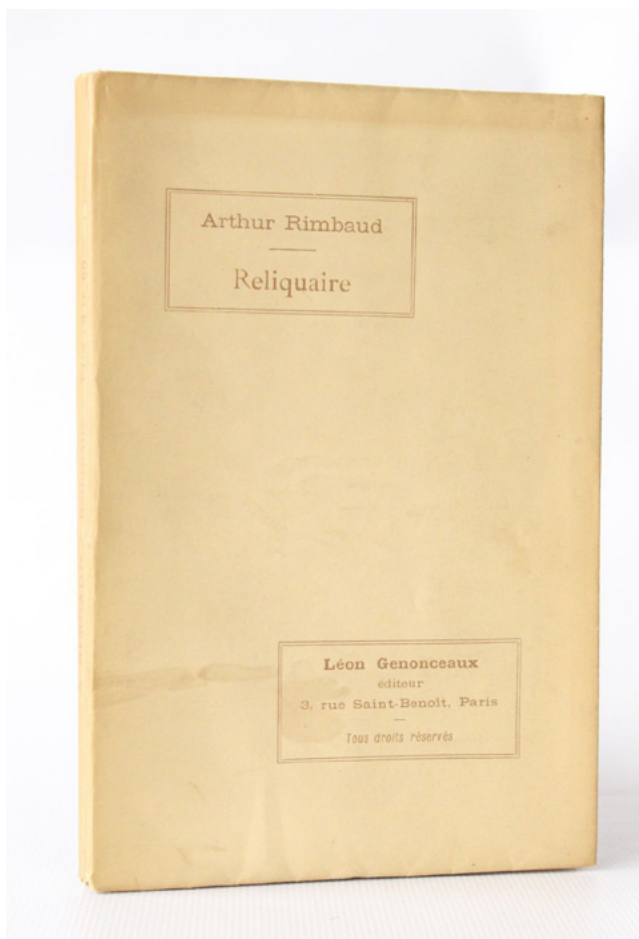 Arthur Rimbaud
Reliquaire
Léon Genonceaux
éditeur
3, rue Saint-Benoît, Paris
Tous droits réservés